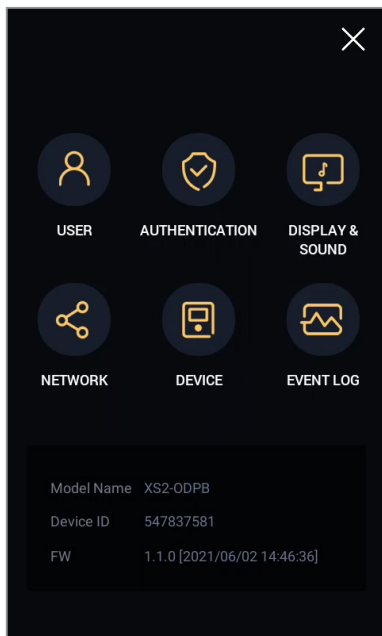 USER
AUTHENTICATION
DISPLAY &
SOUND
NETWORK
DEVICE
EVENT LOG
Model Name XS2-ODPB
Device ID 547837581
FW 1.1.0 [2021/06/02 14:46:36]